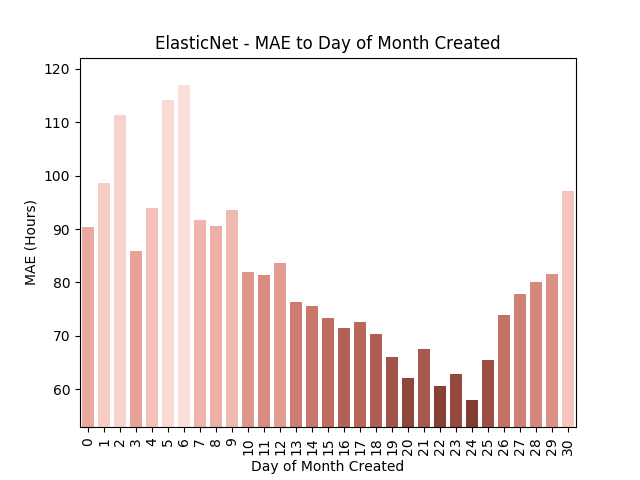 ElasticNet - MAE to Day of Month Created
MAE (Hours)
120
110
100
90
80
70
60
0 1 2 3 4 5 6 7 8 9 10 11 12 13 14 15 16 17 18 19 20 21 22 23 24 25 26 27 28 29 30
Day of Month Created